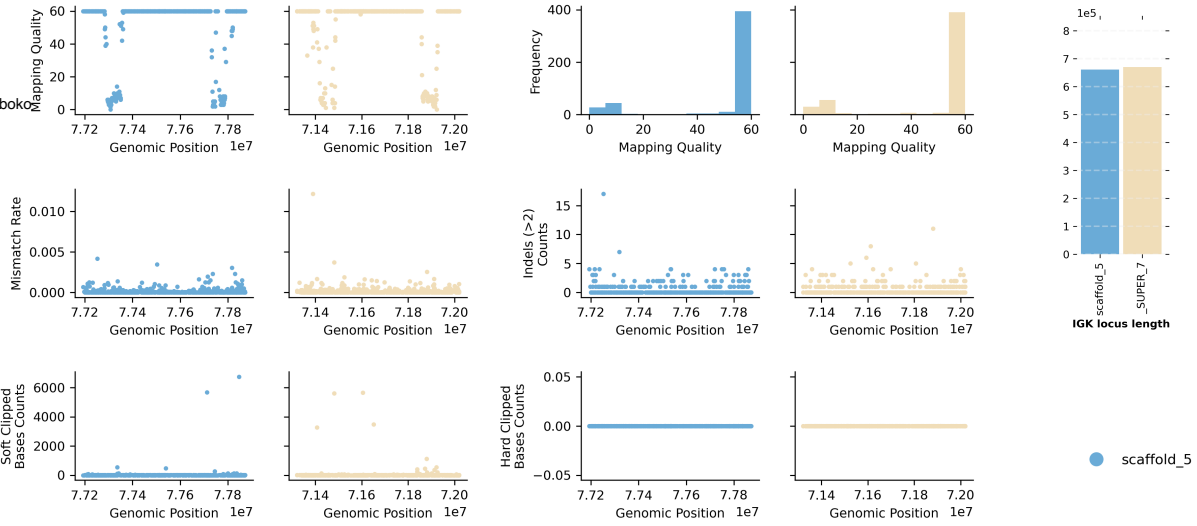 boko
Mapping Quality
60
40
20
0
7.72
7.74
7.76
7.78
Genomic Position
1e7
7.14
7.16
7.18
7.20
Genomic Position
1e7
Frequency
400
200
0
0
20
40
60
Mapping Quality
0
20
40
60
Mapping Quality
1e5
8
7
6
5
4
3
2
1
0
scaffold_5
_SUPER_7
IGK locus length
Mismatch Rate
0.010
0.005
0.000
7.72
7.74
7.76
7.78
Genomic Position
1e7
7.14
7.16
7.18
7.20
Genomic Position
1e7
Indels (>2)
Counts
15
10
5
0
7.72
7.74
7.76
7.78
Genomic Position
1e7
7.14
7.16
7.18
7.20
Genomic Position
1e7
Soft Clipped
Bases Counts
6000
4000
2000
0
7.72
7.74
7.76
7.78
Genomic Position
1e7
7.14
7.16
7.18
7.20
Genomic Position
1e7
Hard Clipped
Bases Counts
0.05
0.00
−0.05
7.72
7.74
7.76
7.78
Genomic Position
1e7
7.14
7.16
7.18
7.20
Genomic Position
1e7
scaffold_5